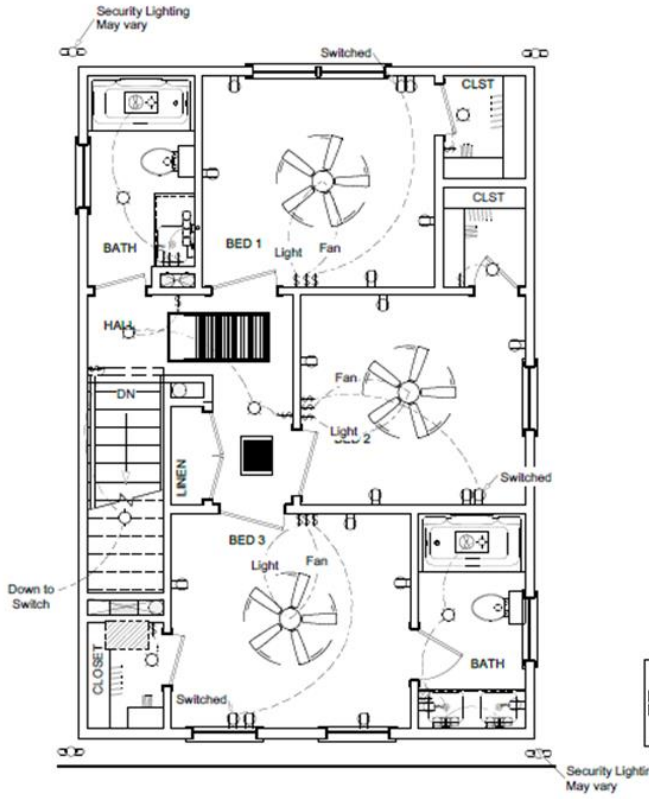 Security Lighting
May vary
Switched
CLST
CLST
BATH
BED 1
Light
Fan
HALL
DN
Fan
Light
BED 2
Switched
LINEN
BED 3
Light
Fan
Down to
Switch
CLOSET
BATH
Switched
Security Lightin
May vary